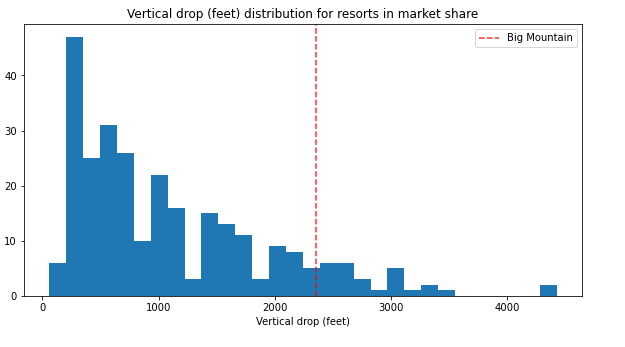 Vertical drop (feet) distribution for resorts in market share
Big Mountain
40
30
20
10
0
0 1000 2000 3000 4000
Vertical drop (feet)